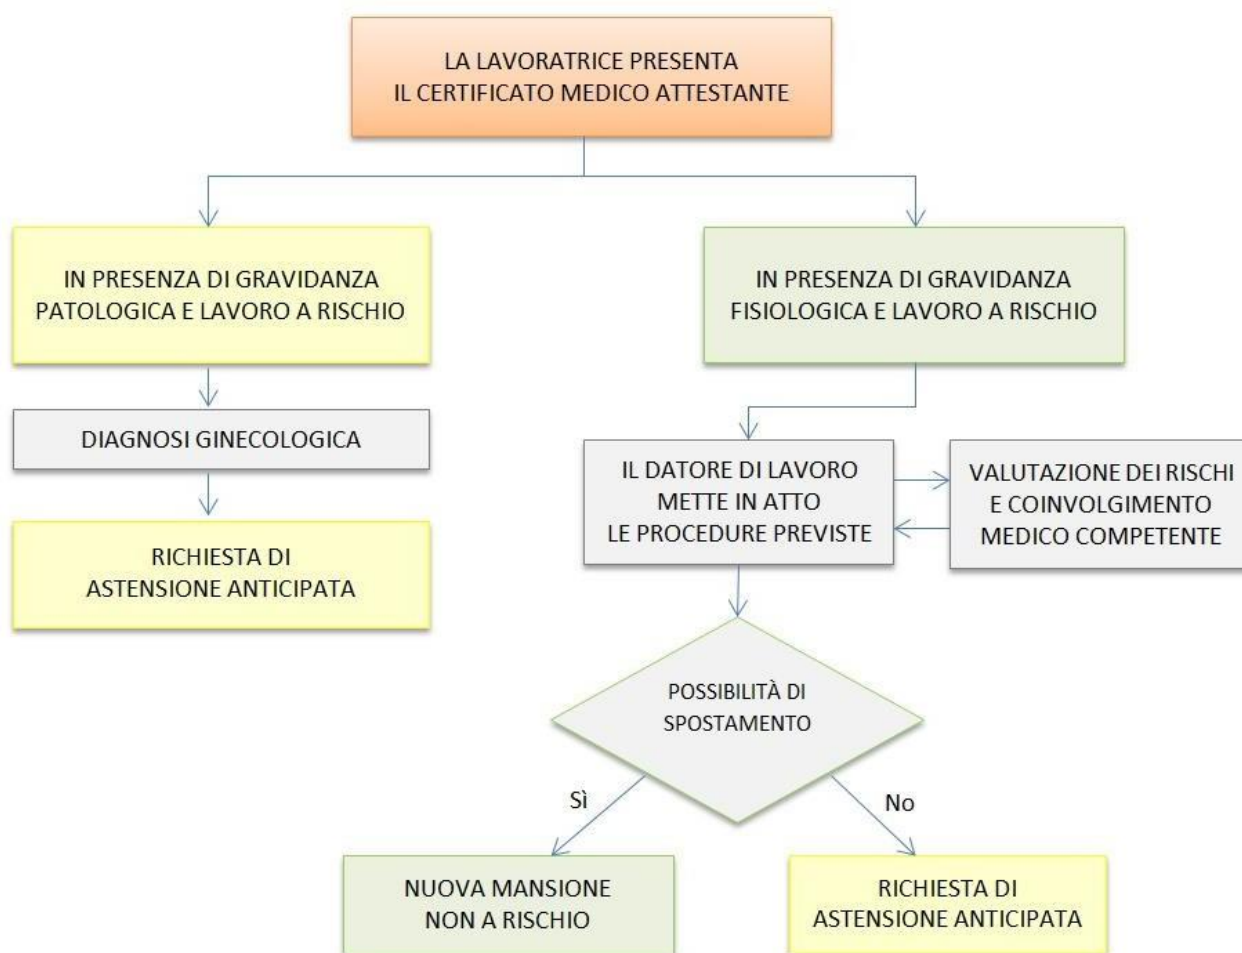 LA LAVORATRICE PRESENTA
IL CERTIFICATO MEDICO ATTESTANTE
IN PRESENZA DI GRAVIDANZA
PATOLOGICA E LAVORO A RISCHIO
IN PRESENZA DI GRAVIDANZA
FISIOLOGICA E LAVORO A RISCHIO
DIAGNOSI GINECOLOGICA
IL DATORE DI LAVORO
METTE IN ATTO
LE PROCEDURE PREVISTE
VALUTAZIONE DEI RISCHI
E COINVOLGIMENTO
MEDICO COMPETENTE
RICHIESTA DI
ASTENSIONE ANTICIPATA
POSSIBILITÀ DI
SPOSTAMENTO
Sì
No
NUOVA MANSIONE
NON A RISCHIO
RICHIESTA DI
ASTENSIONE ANTICIPATA